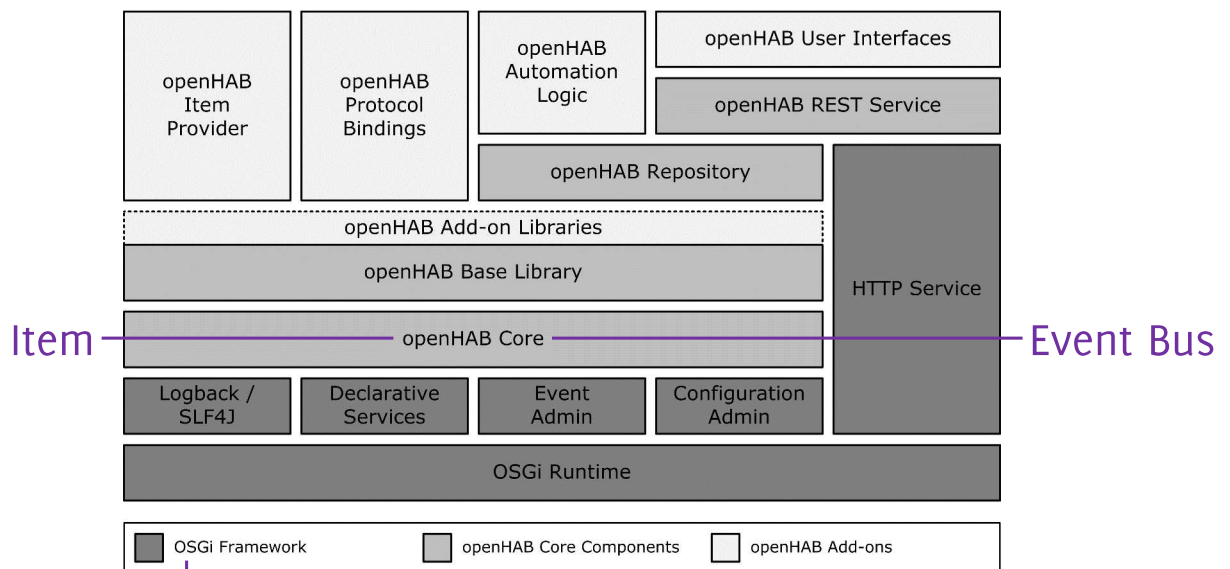 openHAB
Item
Provider
openHAB
Protocol
Bindings
openHAB
Automation
Logic
openHAB User Interfaces
openHAB REST Service
openHAB Repository
openHAB Add-on Libraries
openHAB Base Library
HTTP Service
Item
openHAB Core
Event Bus
Logback /
SLF4J
Declarative
Services
Event
Admin
Configuration
Admin
OSGi Runtime
OSGi Framework
openHAB Core Components
openHAB Add-ons